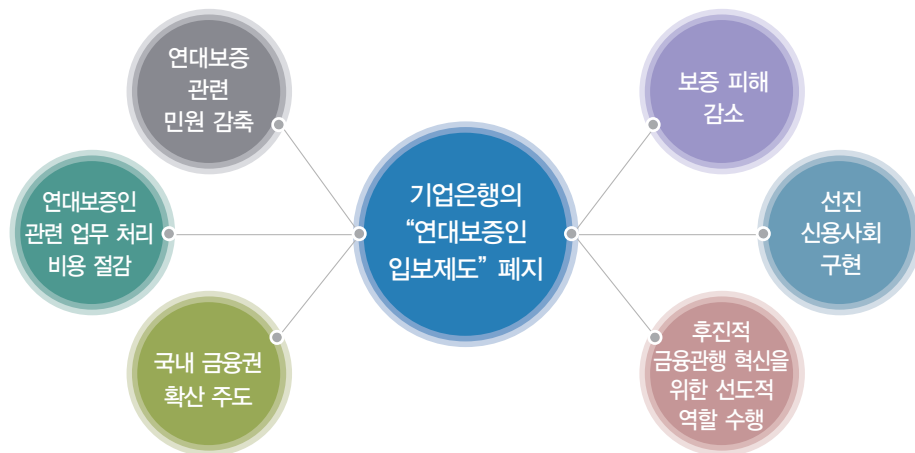 연대보증
관련
민원 감축
보증 피해
감소
연대보증인
관련 업무 처리
비용 절감
기업은행의
“연대보증인
입보제도” 폐지
선진
신용사회
구현
국내 금융권
확산 주도
후진적
금융관행 혁신을
위한 선도적
역할 수행